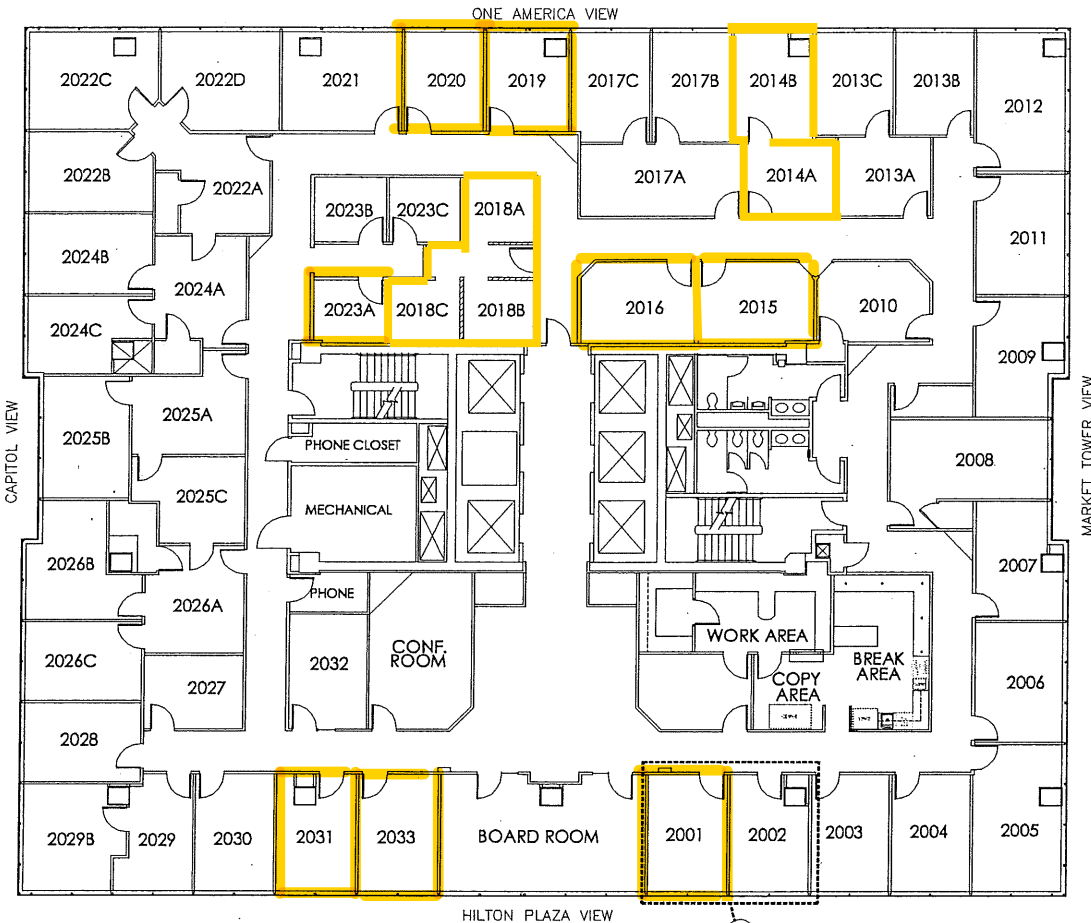 ONE AMERICA VIEW
2022C
2022D
2021
2020
2019
2017C
2017B
2014B
2013C
2013B
2012
2022B
2022A
2017A
2014A
2013A
2023B
2023C
2018A
2011
2024B
2024A
2023A
2018C
2018B
2016
2015
2010
2024C
2009
CAPITOL VIEW
MARKET TOWER VIEW
2025A
2025B
PHONE CLOSET
2008
2025C
MECHANICAL
2026B
2007
2026A
PHONE
WORK AREA
2026C
2032
CONF.
ROOM
BREAK
AREA
COPY
AREA
2006
2027
2028
2029B
2029
2030
2031
2033
BOARD ROOM
2001
2002
2003
2004
2005
HILTON PLAZA VIEW